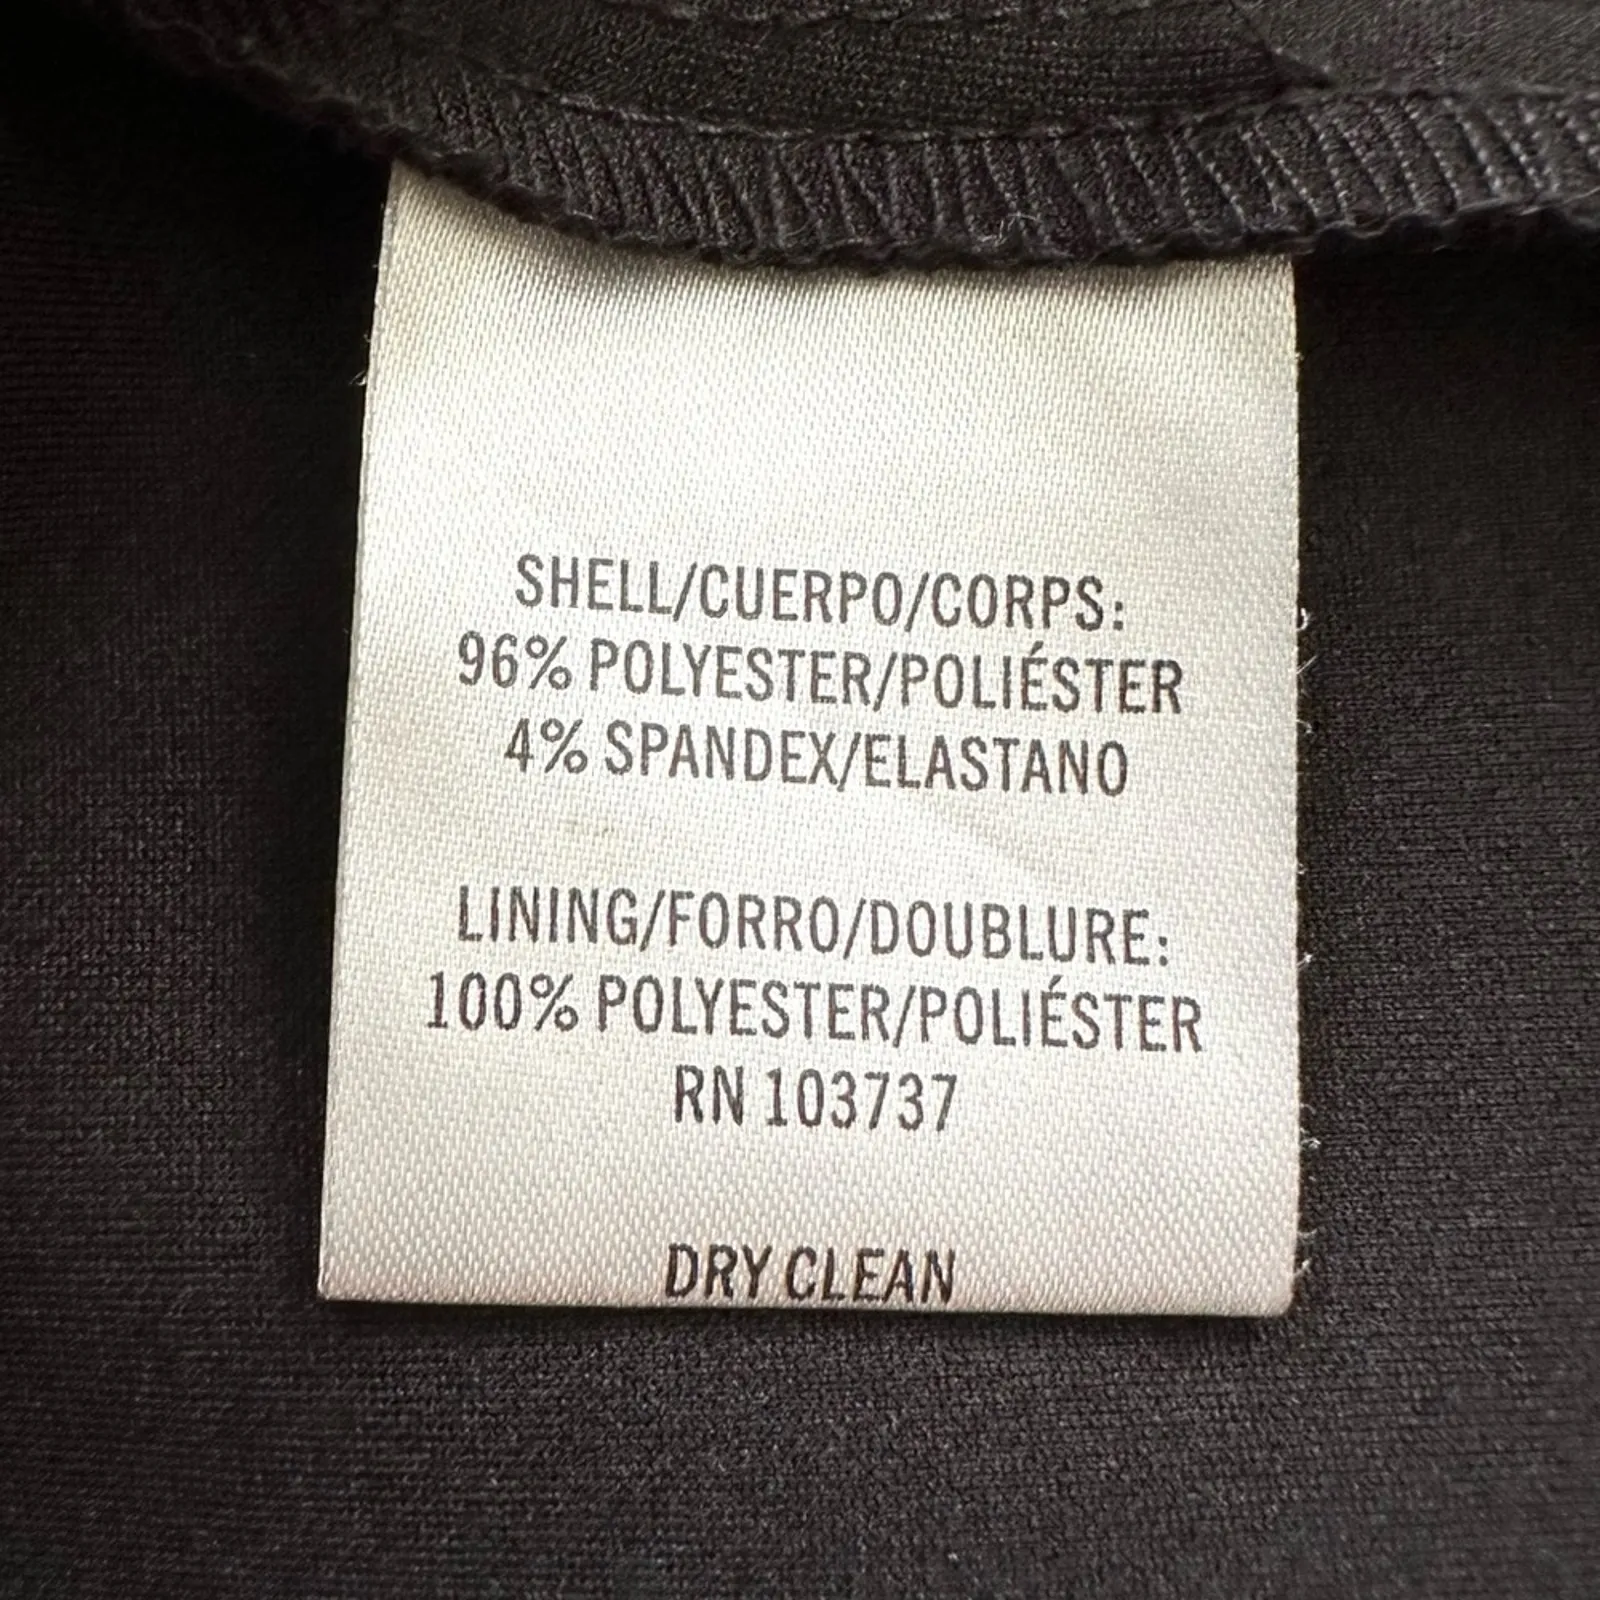 SHELL/CUERPO/CORPS:
96% POLYESTER/POLIÉSTER
4% SPANDEX/ELASTANO
LINING/FORRO/DOUBLURE:
100% POLYESTER/POLIÉSTER
RN 103737
DRY CLEAN